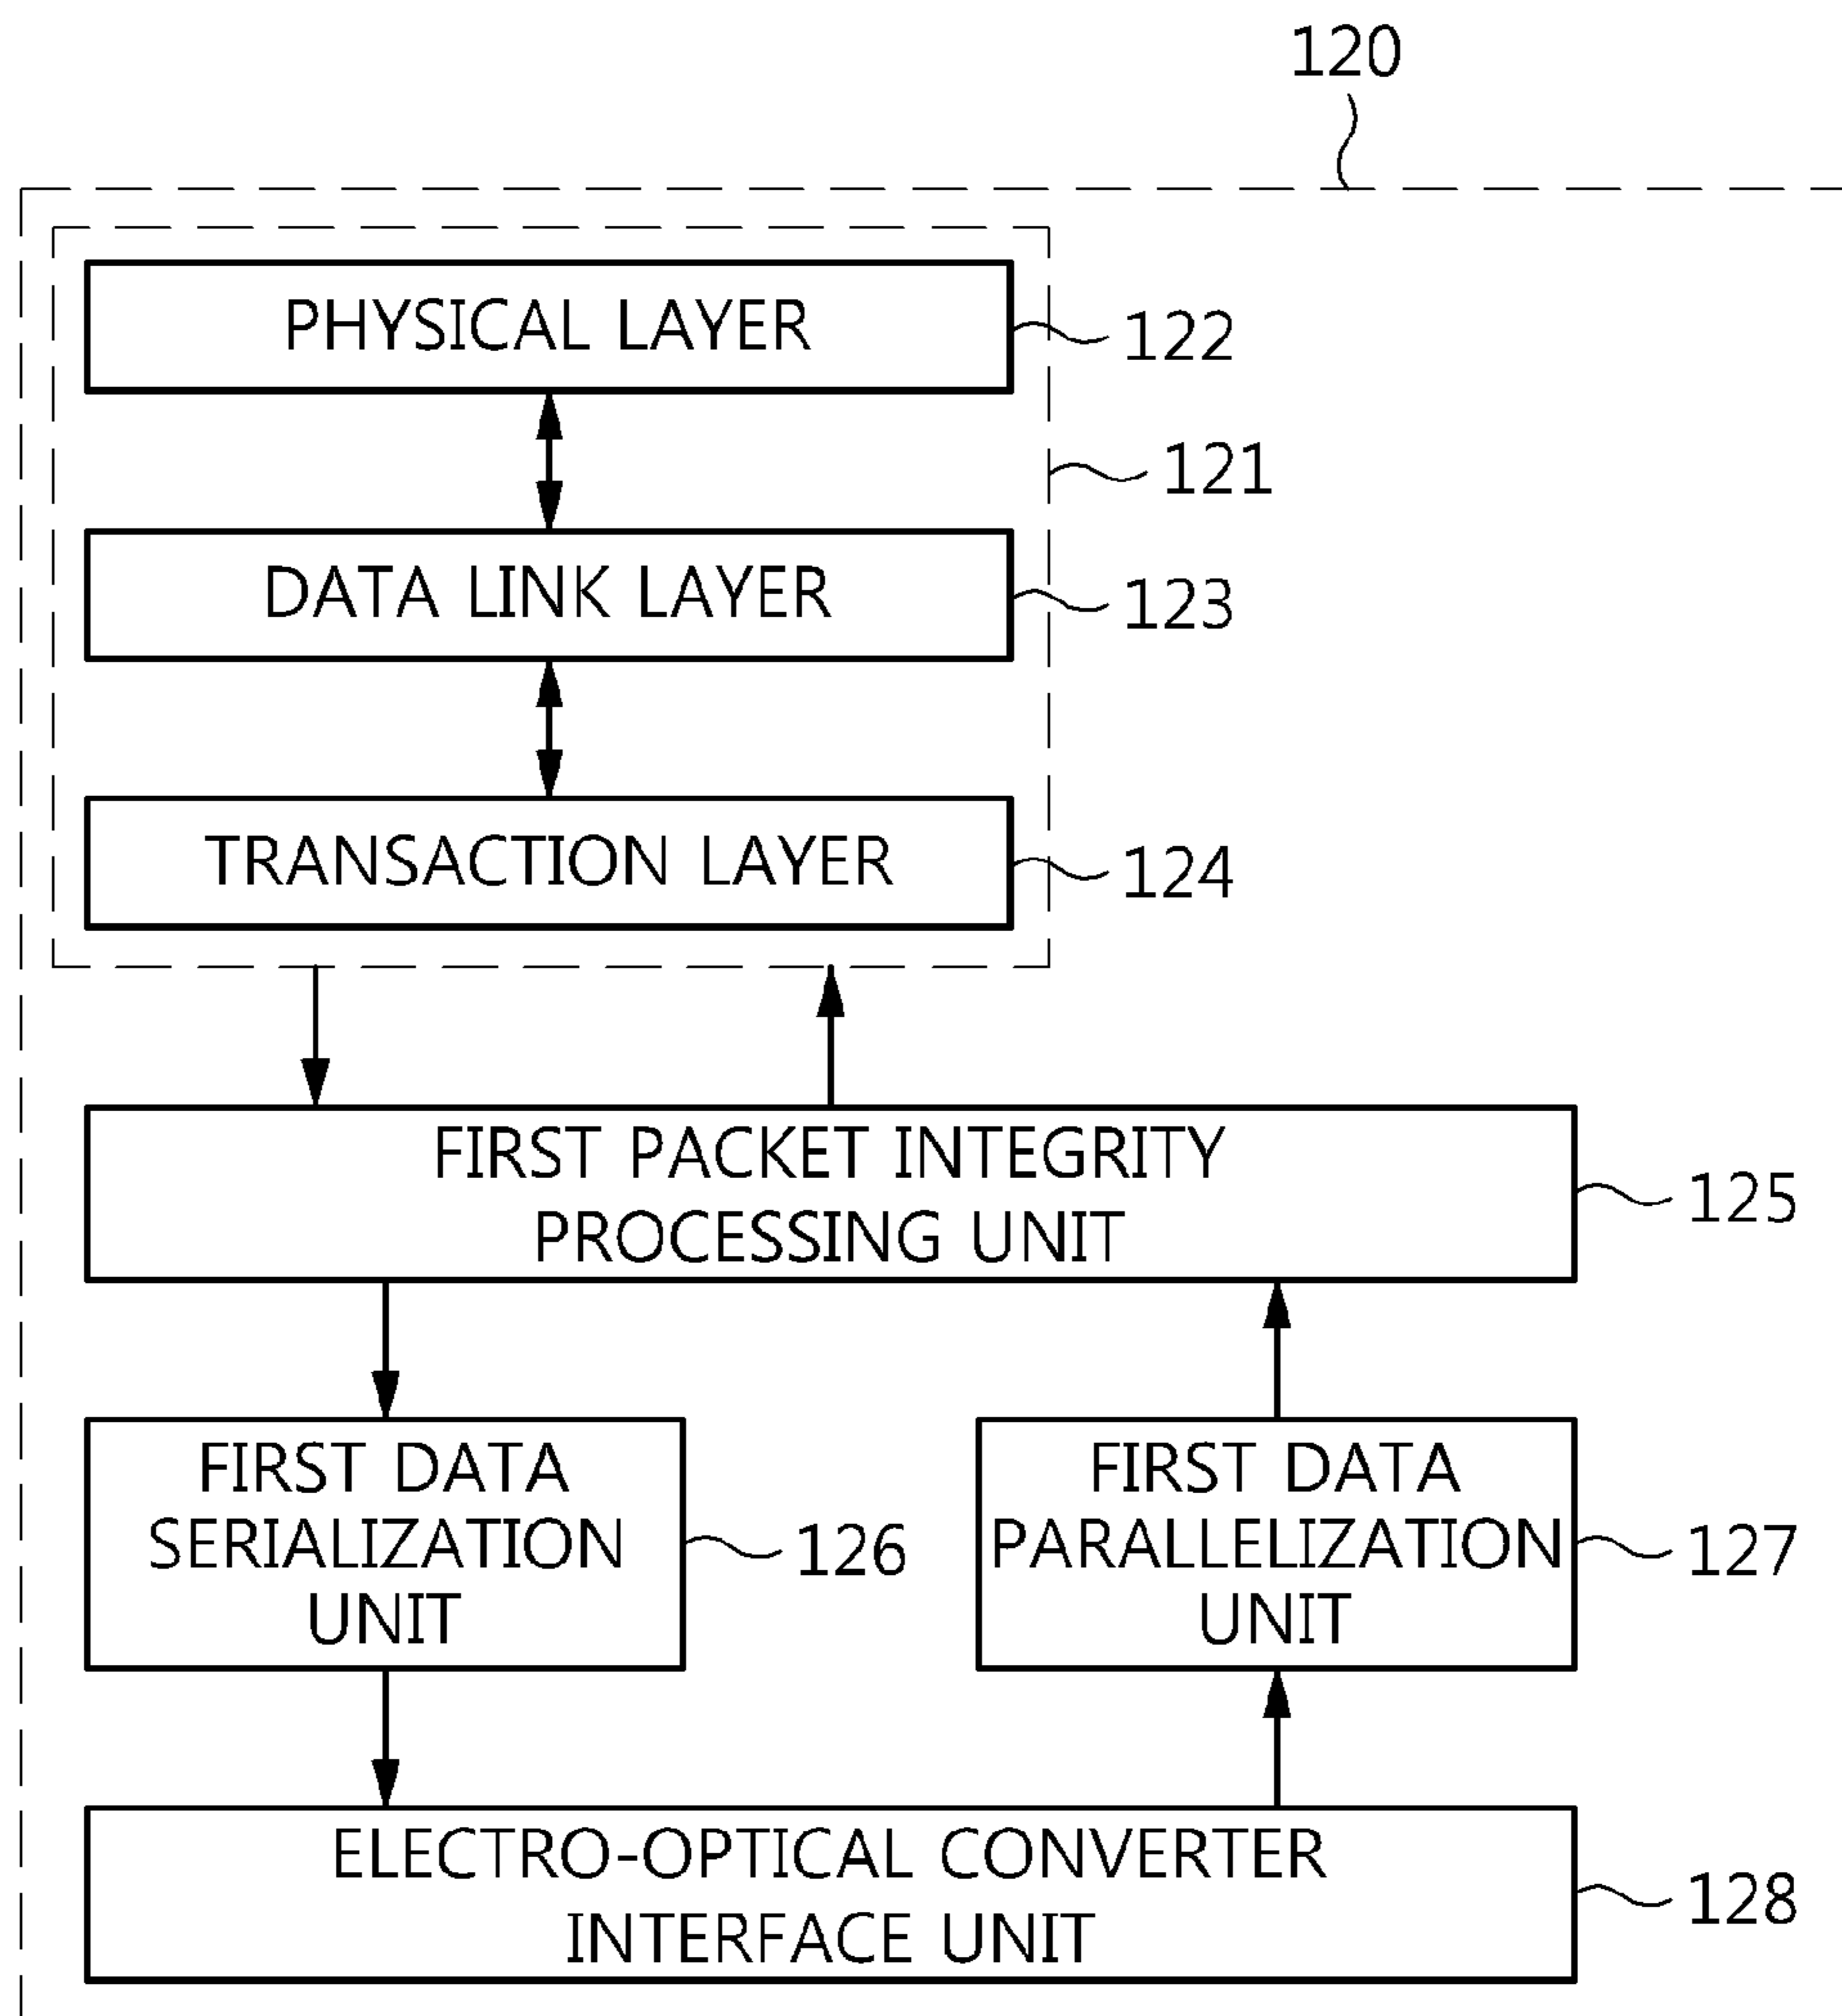 120
PHYSICAL LAYER
122
121
DATA LINK LAYER
123
TRANSACTION LAYER
124
FIRST PACKET INTEGRITY
PROCESSING UNIT
125
FIRST DATA
SERIALIZATION
UNIT
126
FIRST DATA
PARALLELIZATION
UNIT
127
ELECTRO-OPTICAL CONVERTER
INTERFACE UNIT
128